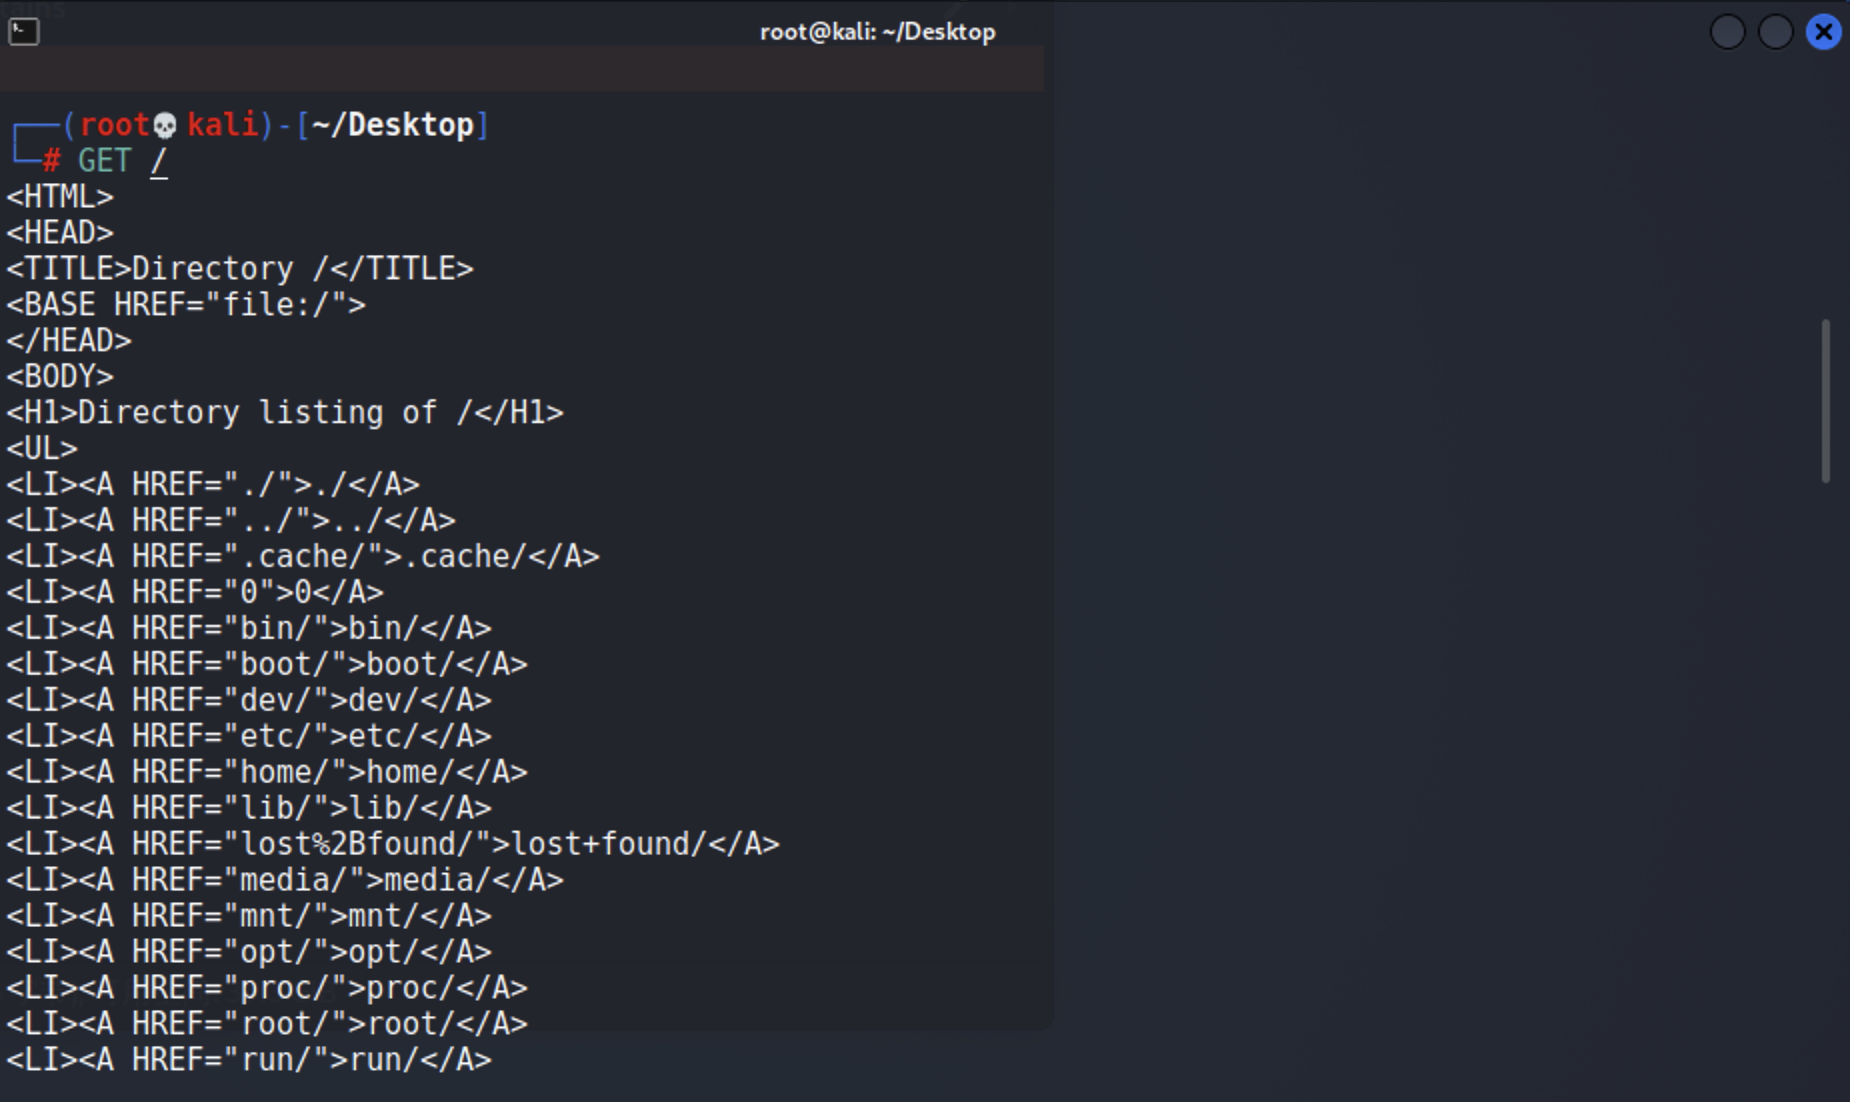 root@kali: ~/Desktop
┌──(root💀kali)-[~/Desktop]
└─# GET /
<HTML>
<HEAD>
<TITLE>Directory /</TITLE>
<BASE HREF="file:/">
</HEAD>
<BODY>
<H1>Directory listing of /</H1>
<UL>
<LI><A HREF="./">./</A>
<LI><A HREF="../">../</A>
<LI><A HREF=".cache/">.cache/</A>
<LI><A HREF="0">0</A>
<LI><A HREF="bin/">bin/</A>
<LI><A HREF="boot/">boot/</A>
<LI><A HREF="dev/">dev/</A>
<LI><A HREF="etc/">etc/</A>
<LI><A HREF="home/">home/</A>
<LI><A HREF="lib/">lib/</A>
<LI><A HREF="lost%2Bfound/">lost+found/</A>
<LI><A HREF="media/">media/</A>
<LI><A HREF="mnt/">mnt/</A>
<LI><A HREF="opt/">opt/</A>
<LI><A HREF="proc/">proc/</A>
<LI><A HREF="root/">root/</A>
<LI><A HREF="run/">run/</A>